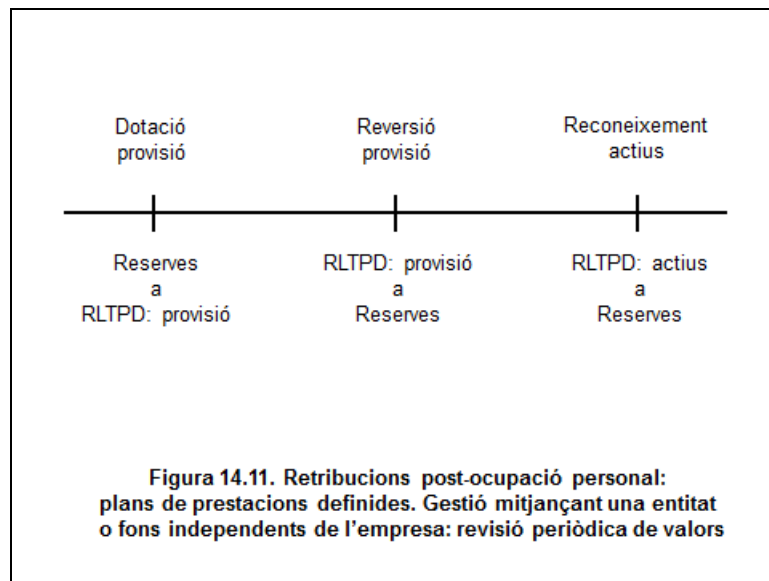 Dotació
provisió
Reversió
provisió
Reconeixement
actius
Reserves
a
RLTPD: provisió
RLTPD: provisió
a
Reserves
RLTPD: actius
a
Reserves
Figura 14.11. Retribucions post-ocupació personal:
plans de prestacions definides. Gestió mitjançant una entitat
o fons independents de l'empresa: revisió periòdica de valors